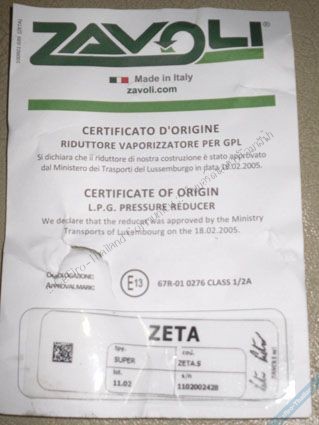 ZAVOLI
Made in Italy
zavoli.com
CERTIFICATO D'ORIGINE
RIDUTTORE VAPORIZZATORE PER GPL
Si dichiara che il riduttore di nostra costruzione è stato approvato
dal Ministero dei Trasporti del Lussemburgo in data 18.02.2005.
CERTIFICATE OF ORIGIN
L.P.G. PRESSURE REDUCER
We declare that the reducer was approved by the Ministry
Transports of Luxembourg on the 18.02.2005.
OMOLOGAZIONE
APPROVAL MARK
E13
67R-01 0276 CLASS 1/2A
ZETA
SUPER
cod.
ZETA.S
lot.
11.02
s/n
1102002428